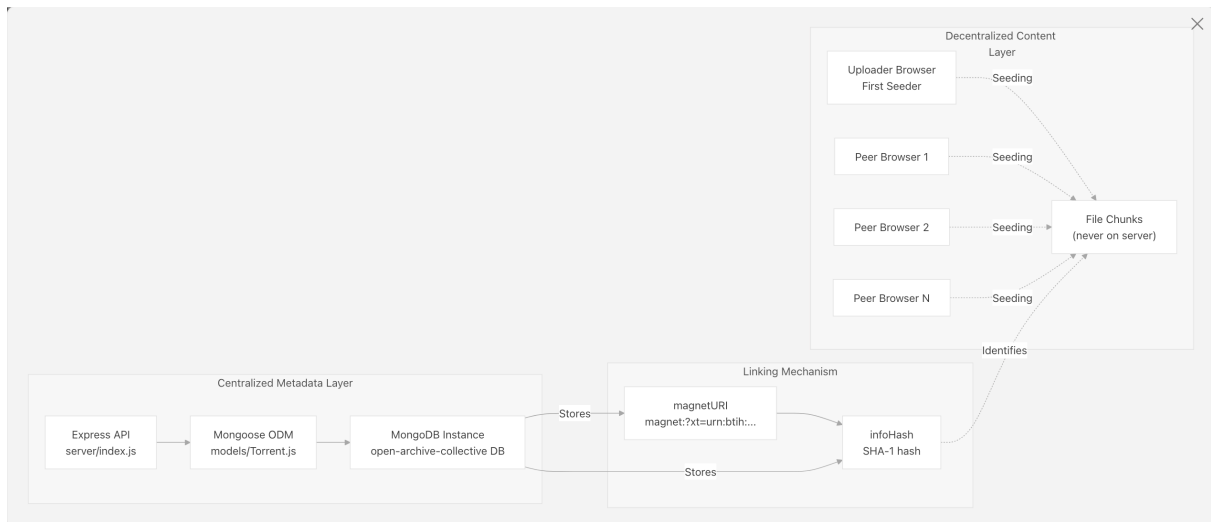 Decentralized Content
Layer
Uploader Browser
First Seeder
Seeding
Peer Browser 1
Seeding
Peer Browser 2
Seeding
File Chunks
(never on server)
Peer Browser N
Seeding
Identifies
Centralized Metadata Layer
Express API
server/index.js
Mongoose ODM
models/Torrent.js
MongoDB Instance
open-archive-collective DB
Stores
Stores
Linking Mechanism
magnetURI
magnet:?xt=urn:btih:...
infoHash
SHA-1 hash